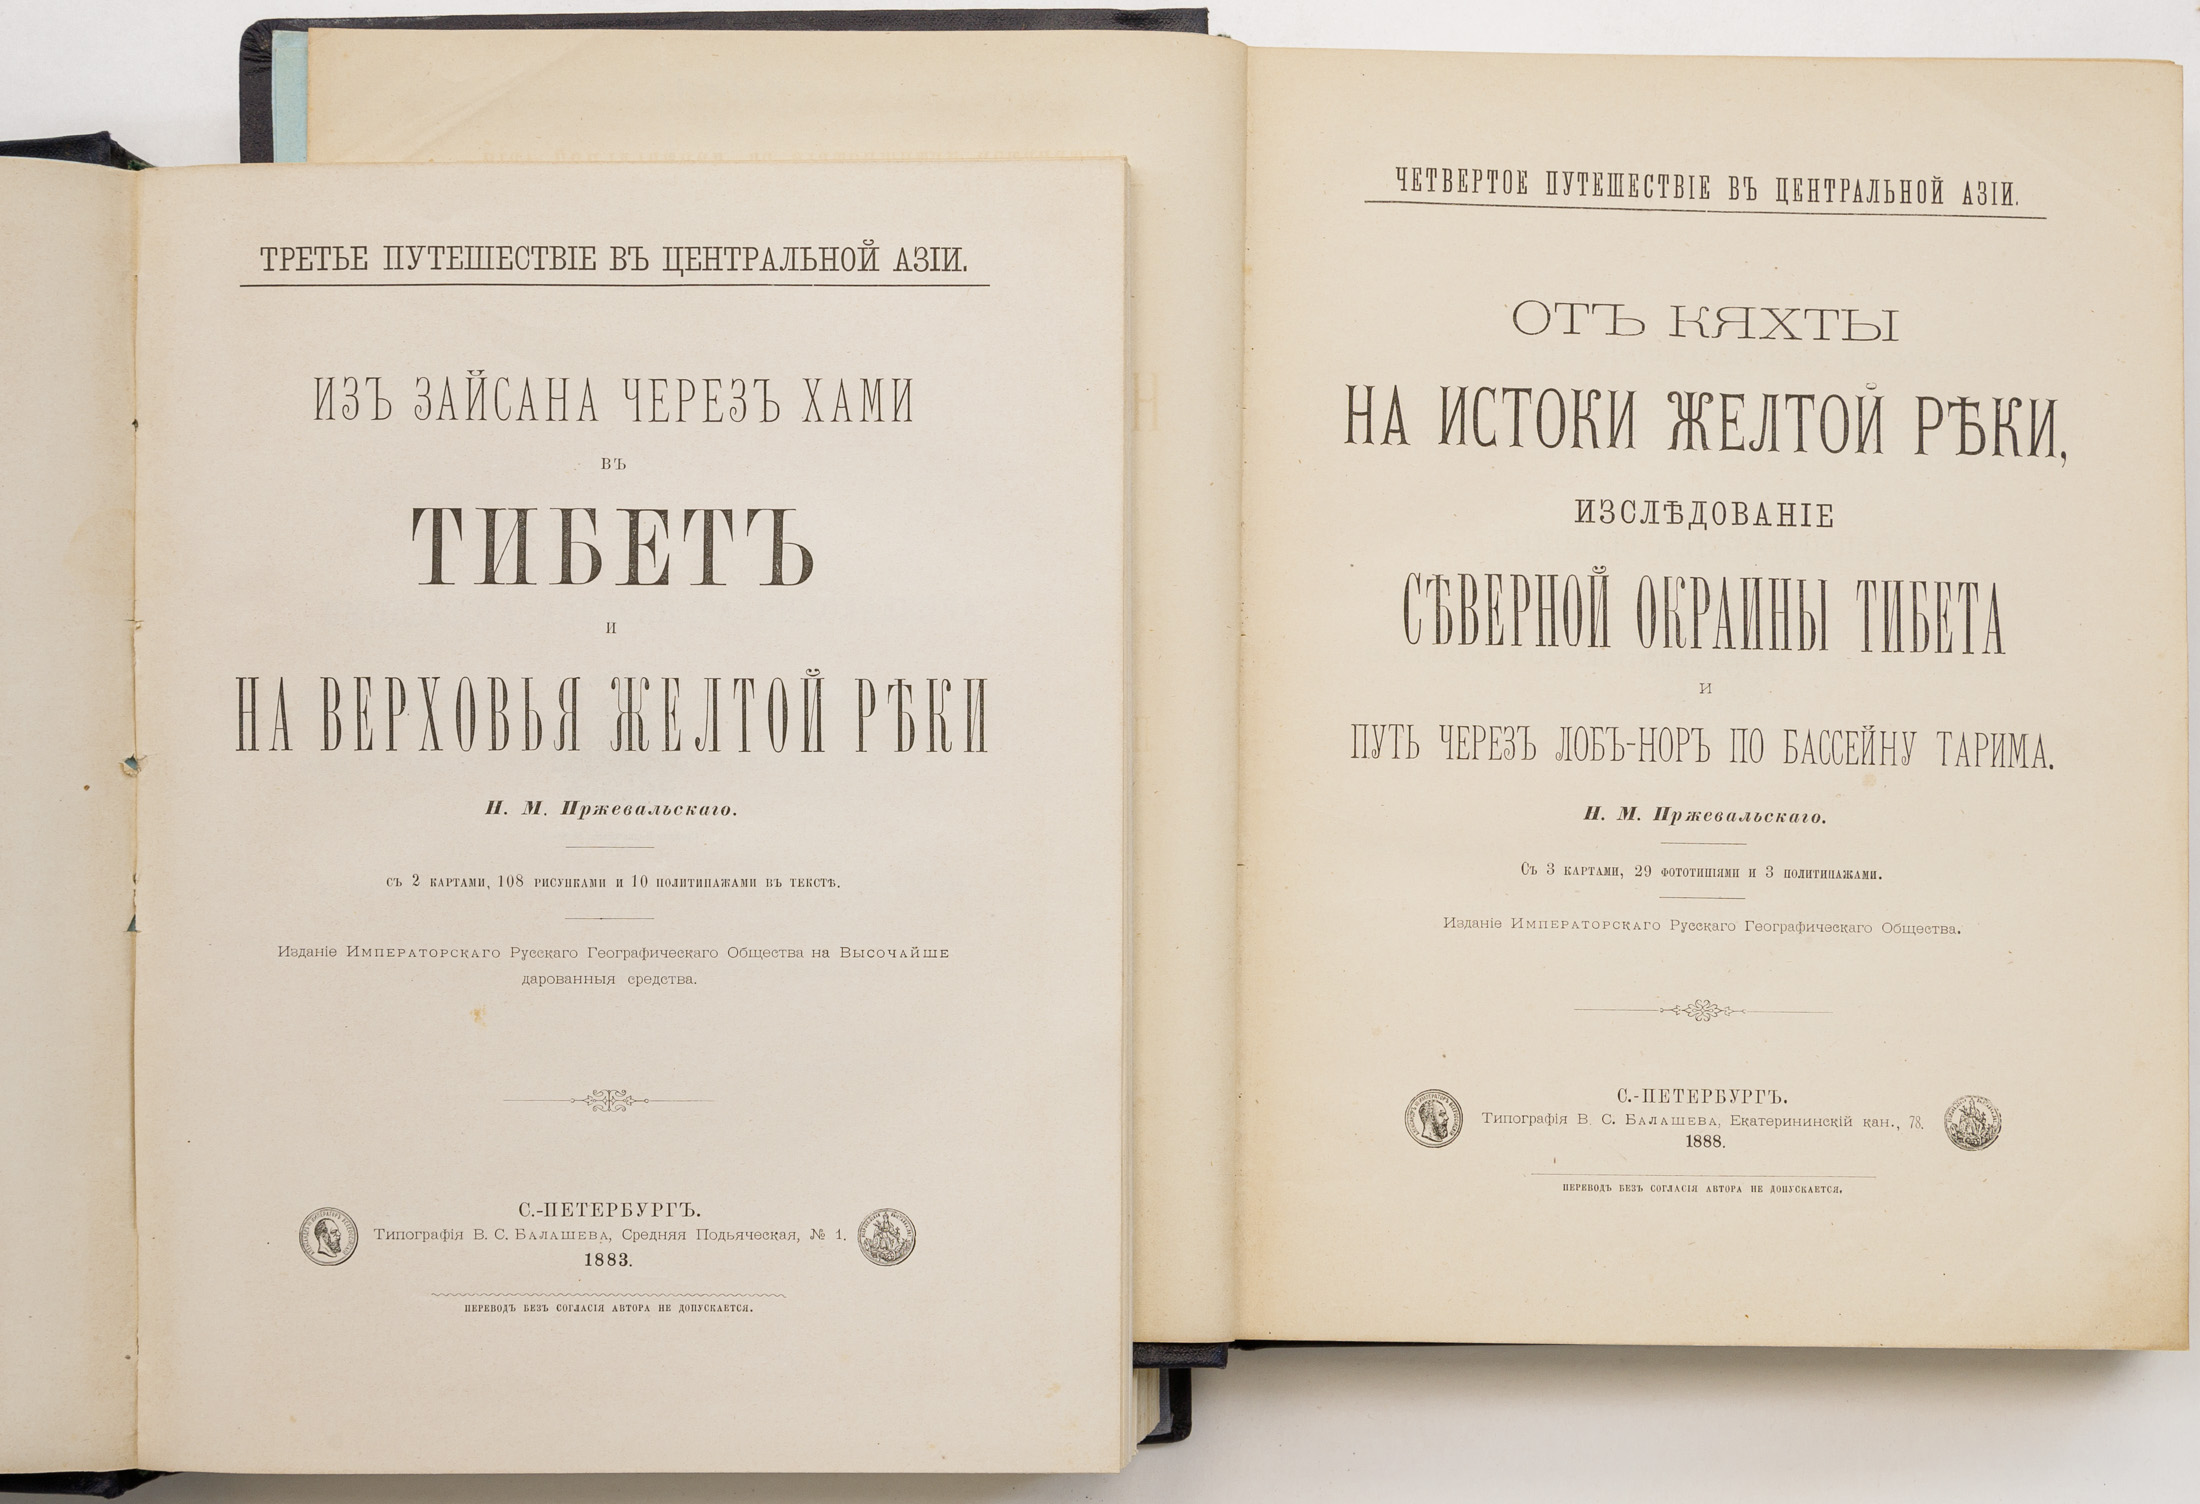 ТРЕТЬЕ ПУТЕШЕСТВІЕ ВЪ ЦЕНТРАЛЬНОЙ АЗІИ.
ИЗЪ ЗАЙСАНА ЧЕРЕЗЪ ХАМИ
ВЪ
ТИБЕТЪ
И
НА ВЕРХОВЬЯ ЖЕЛТОЙ РѢКИ
Н. М. Пржевальскаго.
СЪ 2 КАРТАМИ, 108 РИСУНКАМИ И 10 ПОЛИТИПАЖАМИ ВЪ ТЕКСТѢ.
Изданіе ИМПЕРАТОРСКАГО Русскаго Географическаго Общества на ВЫСОЧАЙШЕ
дарованныя средства.
С.-ПЕТЕРБУРГЪ.
Типографія В. С. БАЛАШЕВА, Средняя Подьяческая, № 1.
1883.
ПЕРЕВОДЪ БЕЗЪ СОГЛАСІЯ АВТОРА НЕ ДОПУСКАЕТСЯ.
ЧЕТВЕРТОЕ ПУТЕШЕСТВІЕ ВЪ ЦЕНТРАЛЬНОЙ АЗІИ.
ОТЪ КЯХТЫ
НА ИСТОКИ ЖЕЛТОЙ РѢКИ,
ИЗСЛѢДОВАНІЕ
СѢВЕРНОЙ ОКРАИНЫ ТИБЕТА
И
ПУТЬ ЧЕРЕЗЪ ЛОБЪ-НОРЪ ПО БАССЕЙНУ ТАРИМА.
Н. М. Пржевальскаго.
СЪ 3 КАРТАМИ, 29 ФОТОТИПІЯМИ И 3 ПОЛИТИПАЖАМИ.
Изданіе ИМПЕРАТОРСКАГО Русскаго Географическаго Общества.
С.-ПЕТЕРБУРГЪ.
Типографія В. С. БАЛАШЕВА, Екатерининскій кан., 78.
1888.
ПЕРЕВОДЪ БЕЗЪ СОГЛАСІЯ АВТОРА НЕ ДОПУСКАЕТСЯ.